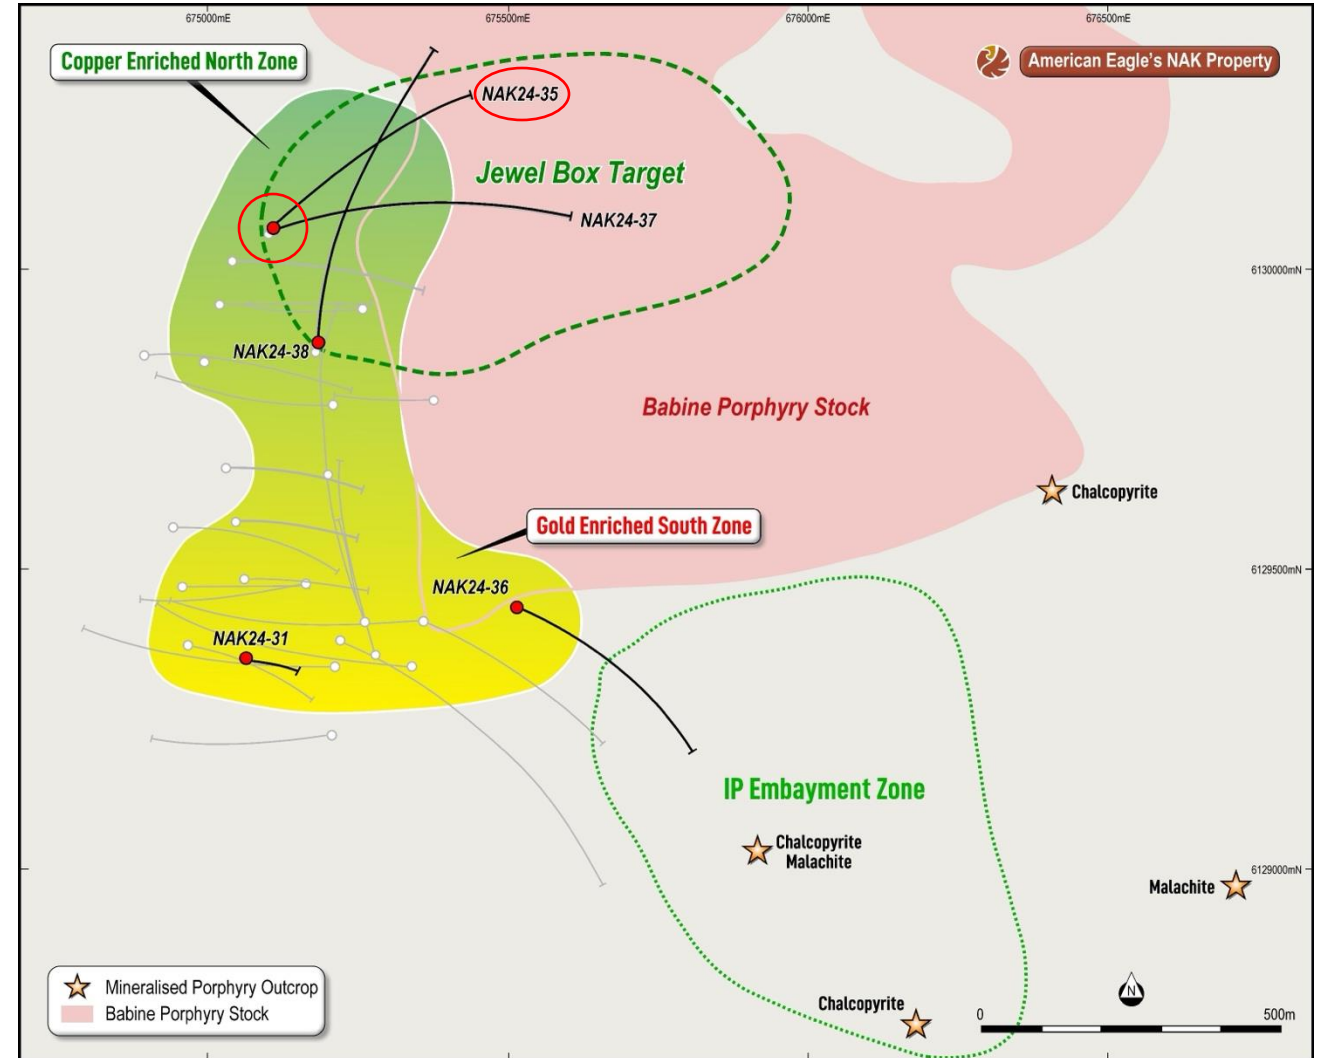 675000mE
675500mE
676000mE
676500mE
Copper Enriched North Zone
American Eagle's NAK Property
NAK24-35
Jewel Box Target
NAK24-37
6130000mN
NAK24-38
Babine Porphyry Stock
Chalcopyrite
Gold Enriched South Zone
6129500mN
NAK24-36
NAK24-31
IP Embayment Zone
Chalcopyrite
Malachite
6129000mN
Malachite
Mineralised Porphyry Outcrop
Babine Porphyry Stock
Chalcopyrite
N
0
500m